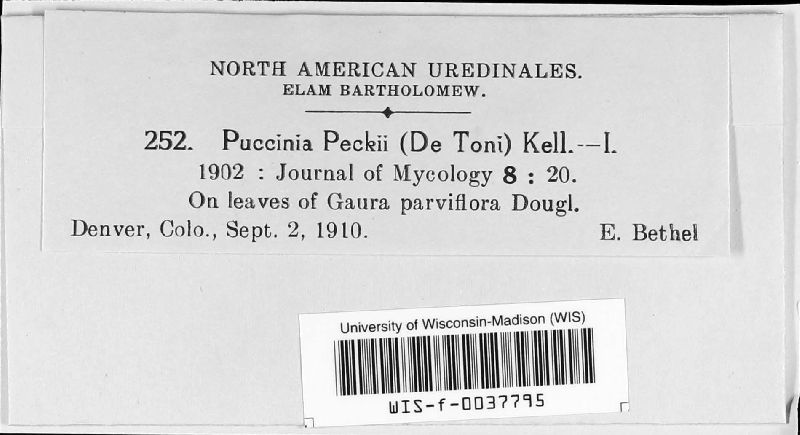 NORTH AMERICAN UREDINALES.
ELAM BARTHOLOMEW.
252. Puccinia Peckii (De Toni) Kell.—I.
1902 : Journal of Mycology 8 : 20.
On leaves of Gaura parviflora Dougl.
Denver, Colo., Sept. 2, 1910. E. Bethel
University of Wisconsin-Madison (WIS)
WIS-f-0037795